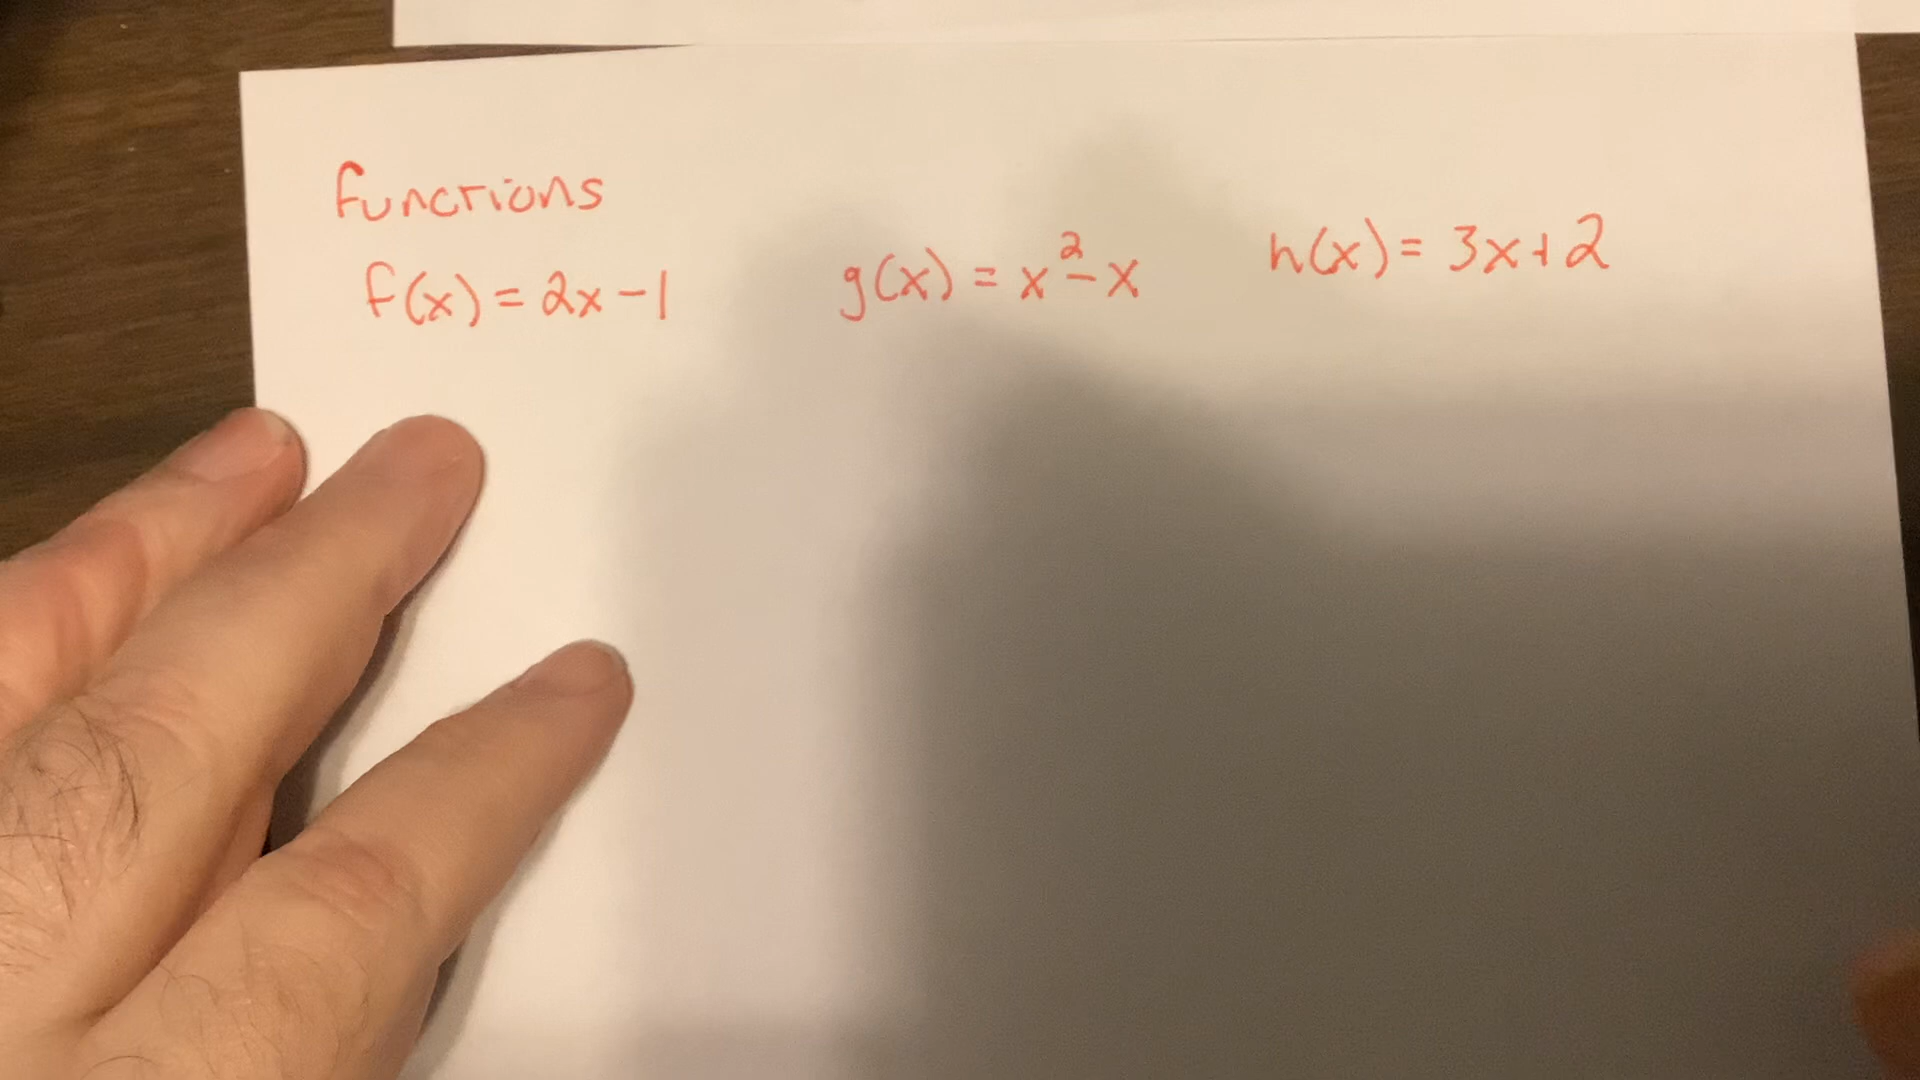 functions
f(x) = 2x - 1 g(x) = x² - x h(x) = 3x + 2